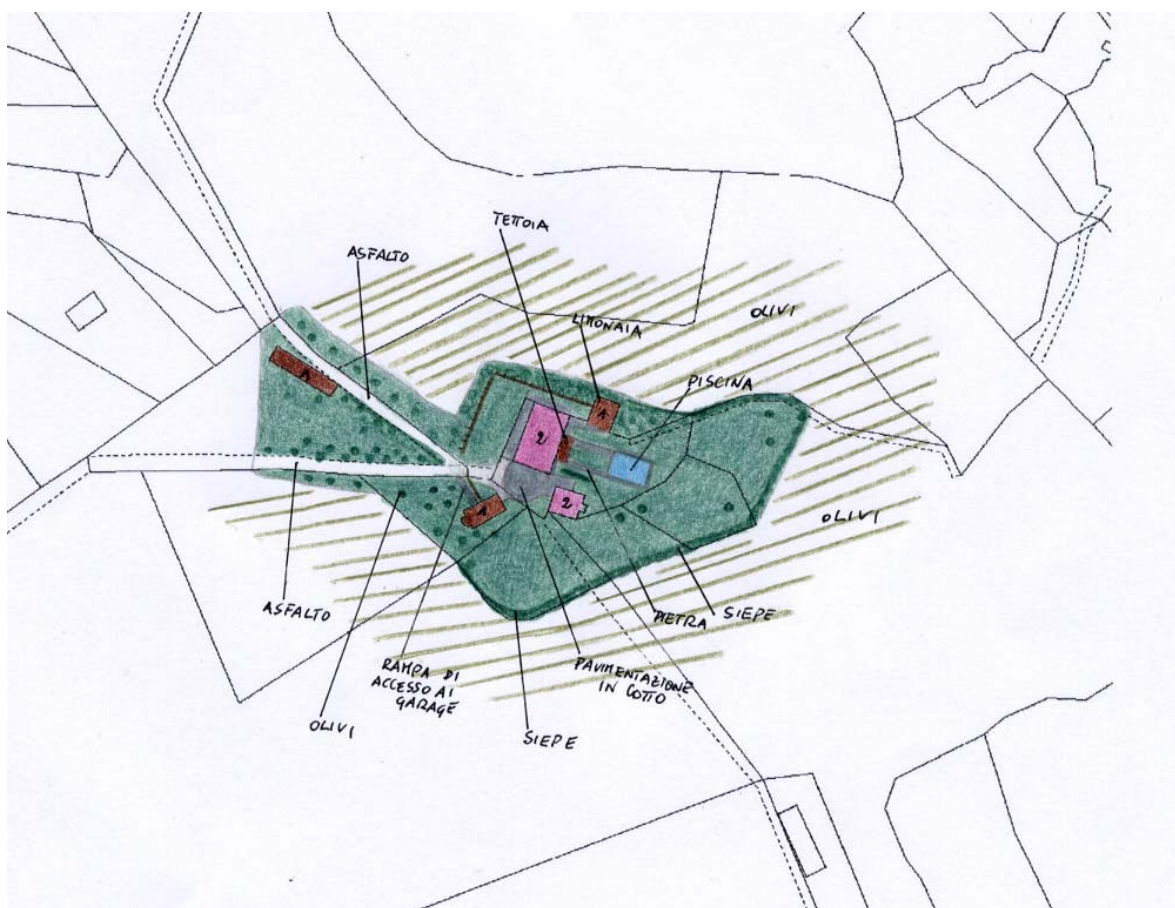 TETTOIA
ASFALTO
LIMONAIA
OLIVI
PISCINA
1
1
2
2
1
OLIVI
ASFALTO
PIETRA
SIEPE
RAMPA DI
ACCESSO AI
GARAGE
PAVIMENTAZIONE
IN COTTO
OLIVI
SIEPE